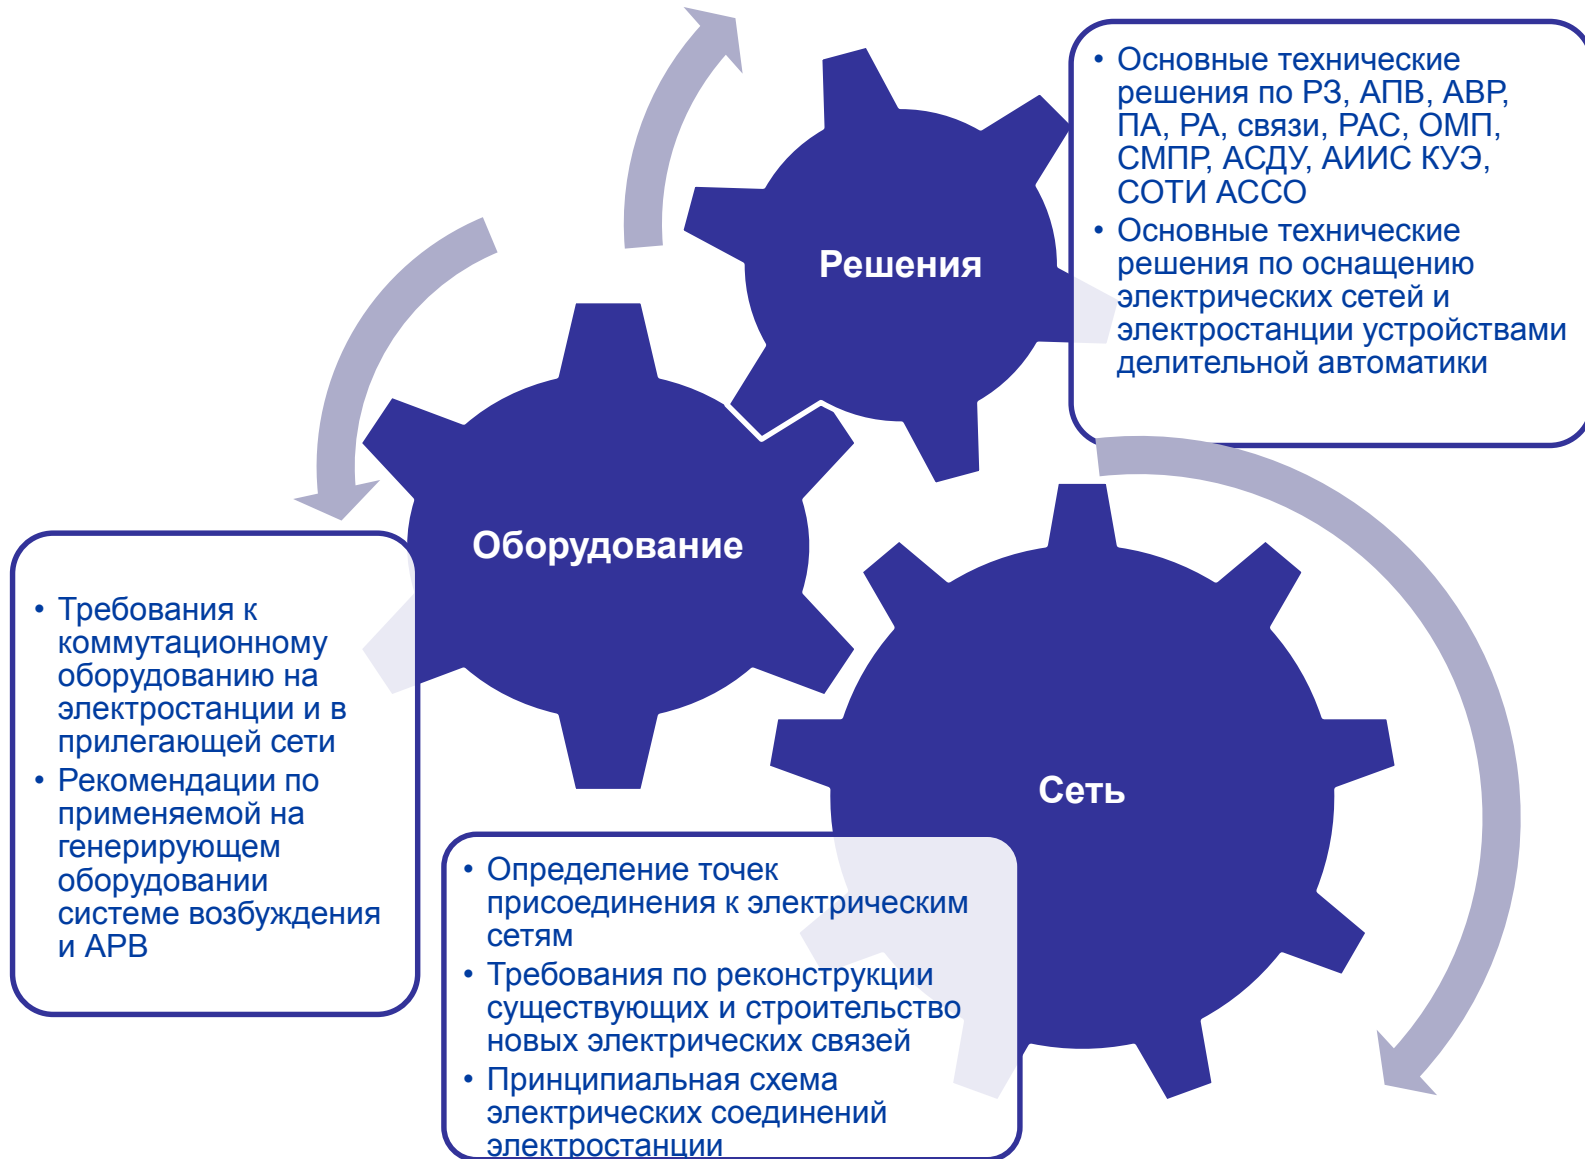 • Основные технические
решения по РЗ, АПВ, АВР,
ПА, РА, связи, РАС, ОМП,
СМПР, АСДУ, АИИС КУЭ,
СОТИ АССО
• Основные технические
решения по оснащению
электрических сетей и
электростанции устройствами
делительной автоматики
Решения
Оборудование
• Требования к
коммутационному
оборудованию на
электростанции и в
прилегающей сети
• Рекомендации по
применяемой на
генерирующем
оборудовании
системе возбуждения
и АРВ
Сеть
• Определение точек
присоединения к электрическим
сетям
• Требования по реконструкции
существующих и строительство
новых электрических связей
• Принципиальная схема
электрических соединений
электростанции